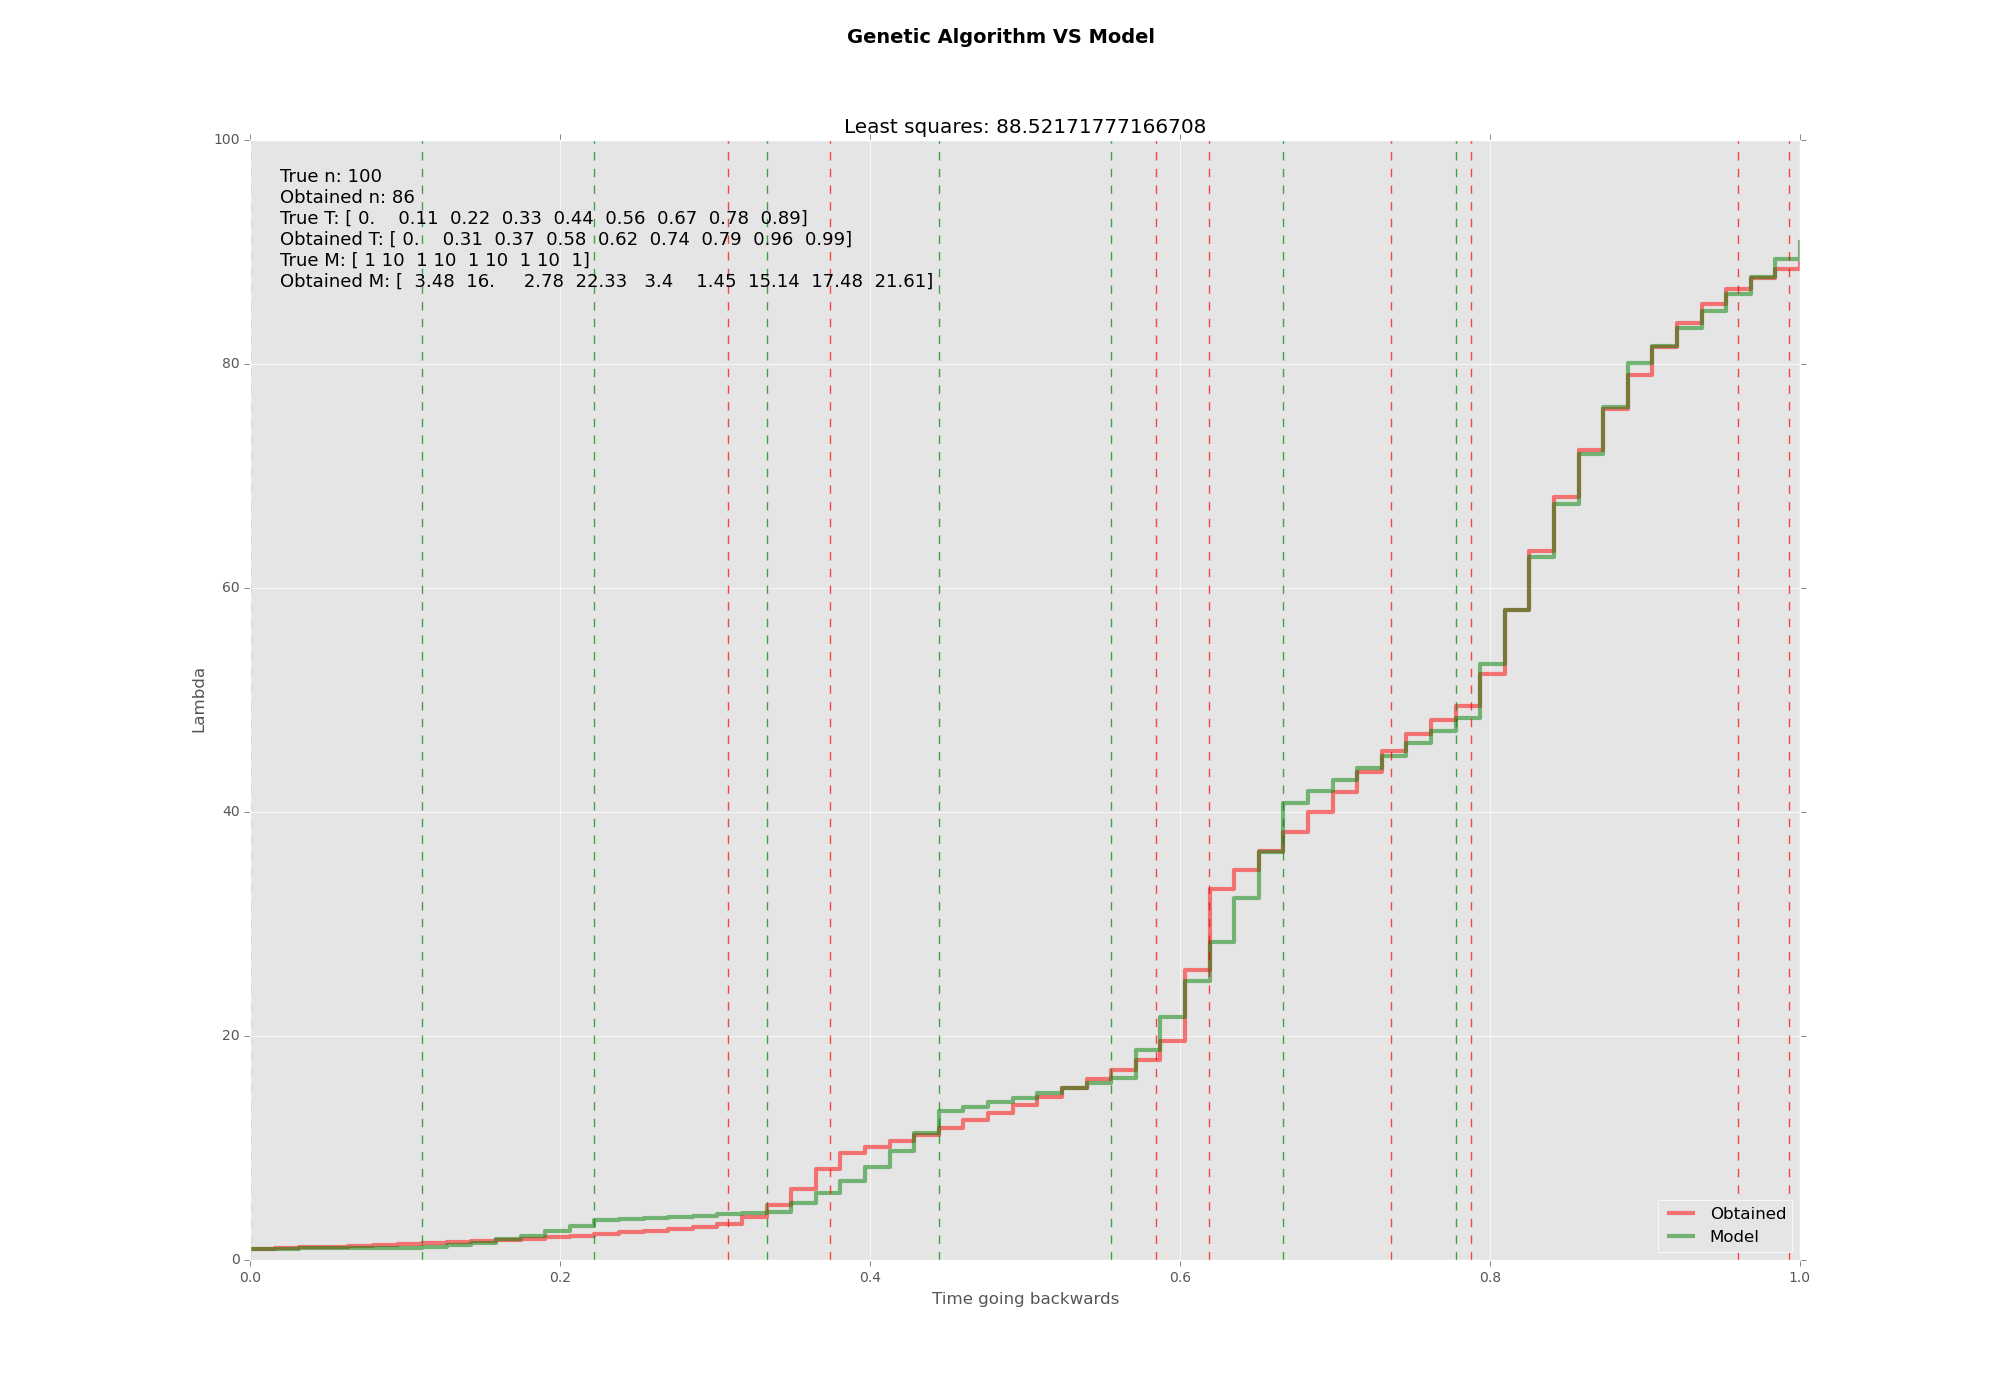 Genetic Algorithm VS Model
Least squares: 88.52171777166708
100
True n: 100
Obtained n: 86
True T: [ 0. 0.11 0.22 0.33 0.44 0.56 0.67 0.78 0.89]
Obtained T: [ 0. 0.31 0.37 0.58 0.62 0.74 0.79 0.96 0.99]
True M: [ 1 10 1 10 1 10 1 10 1]
Obtained M: [ 3.48 16. 2.78 22.33 3.4 1.45 15.14 17.48 21.61]
80
60
Lambda
40
20
Obtained
Model
0
0.0 0.2 0.4 0.6 0.8 1.0
Time going backwards